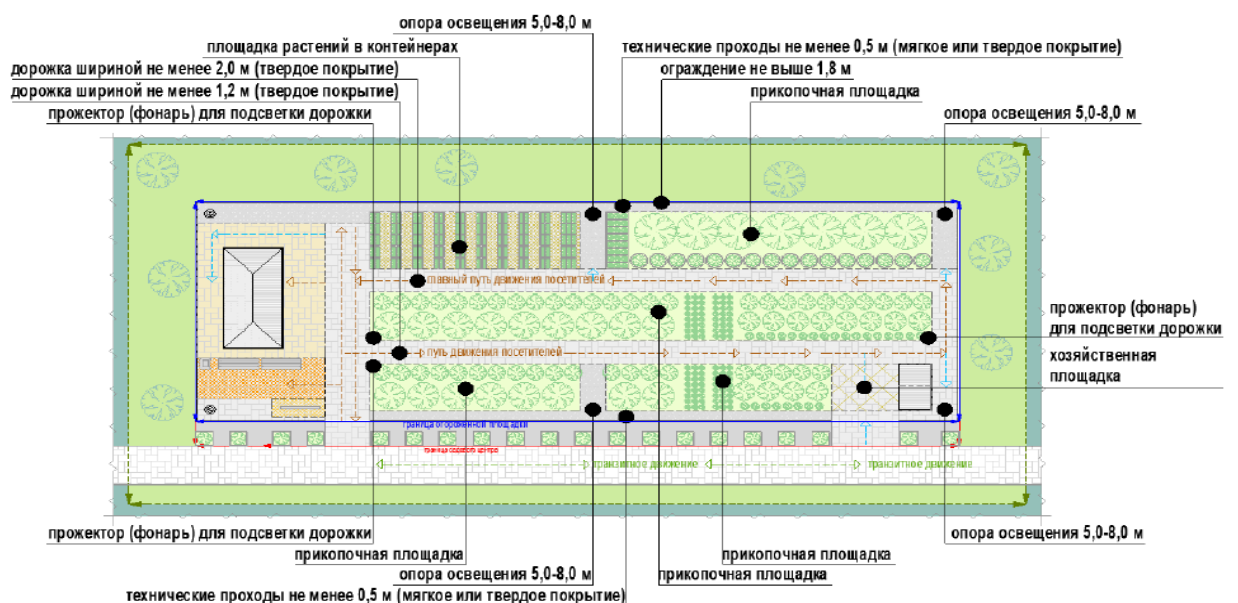 опора освещения 5,0-8,0 м
площадка растений в контейнерах
технические проходы не менее 0,5 м (мягкое или твердое покрытие)
дорожка шириной не менее 2,0 м (твердое покрытие)
ограждение не выше 1,8 м
дорожка шириной не менее 1,2 м (твердое покрытие)
прикопочная площадка
прожектор (фонарь) для подсветки дорожки
опора освещения 5,0-8,0 м
главный путь движения посетителей
прожектор (фонарь)
для подсветки дорожки
путь движения посетителей
хозяйственная
площадка
граница огороженной площадки
граница садового центра
транзитное движение
транзитное движение
прожектор (фонарь) для подсветки дорожки
опора освещения 5,0-8,0 м
прикопочная площадка
прикопочная площадка
опора освещения 5,0-8,0 м
прикопочная площадка
технические проходы не менее 0,5 м (мягкое или твердое покрытие)